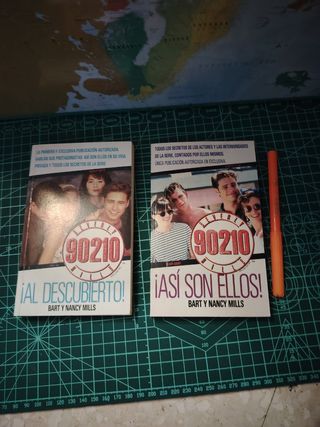 LA PRIMERA Y EXCLUSIVA PUBLICACIÓN AUTORIZADA.
HABLAN SUS PROTAGONISTAS: ASÍ SON ELLOS EN SU VIDA
PRIVADA Y TODOS LOS SECRETOS DE LA SERIE.
BEVERLY
90210
HILLS
¡AL DESCUBIERTO!
BART Y NANCY MILLS
TODOS LOS SECRETOS DE LOS ACTORES Y LAS INTERIORIDADES
DE LA SERIE, CONTADOS POR ELLOS MISMOS.
ÚNICA PUBLICACIÓN AUTORIZADA EN EXCLUSIVA.
BEVERLY
90210
HILLS
¡ASÍ SON ELLOS!
BART Y NANCY MILLS